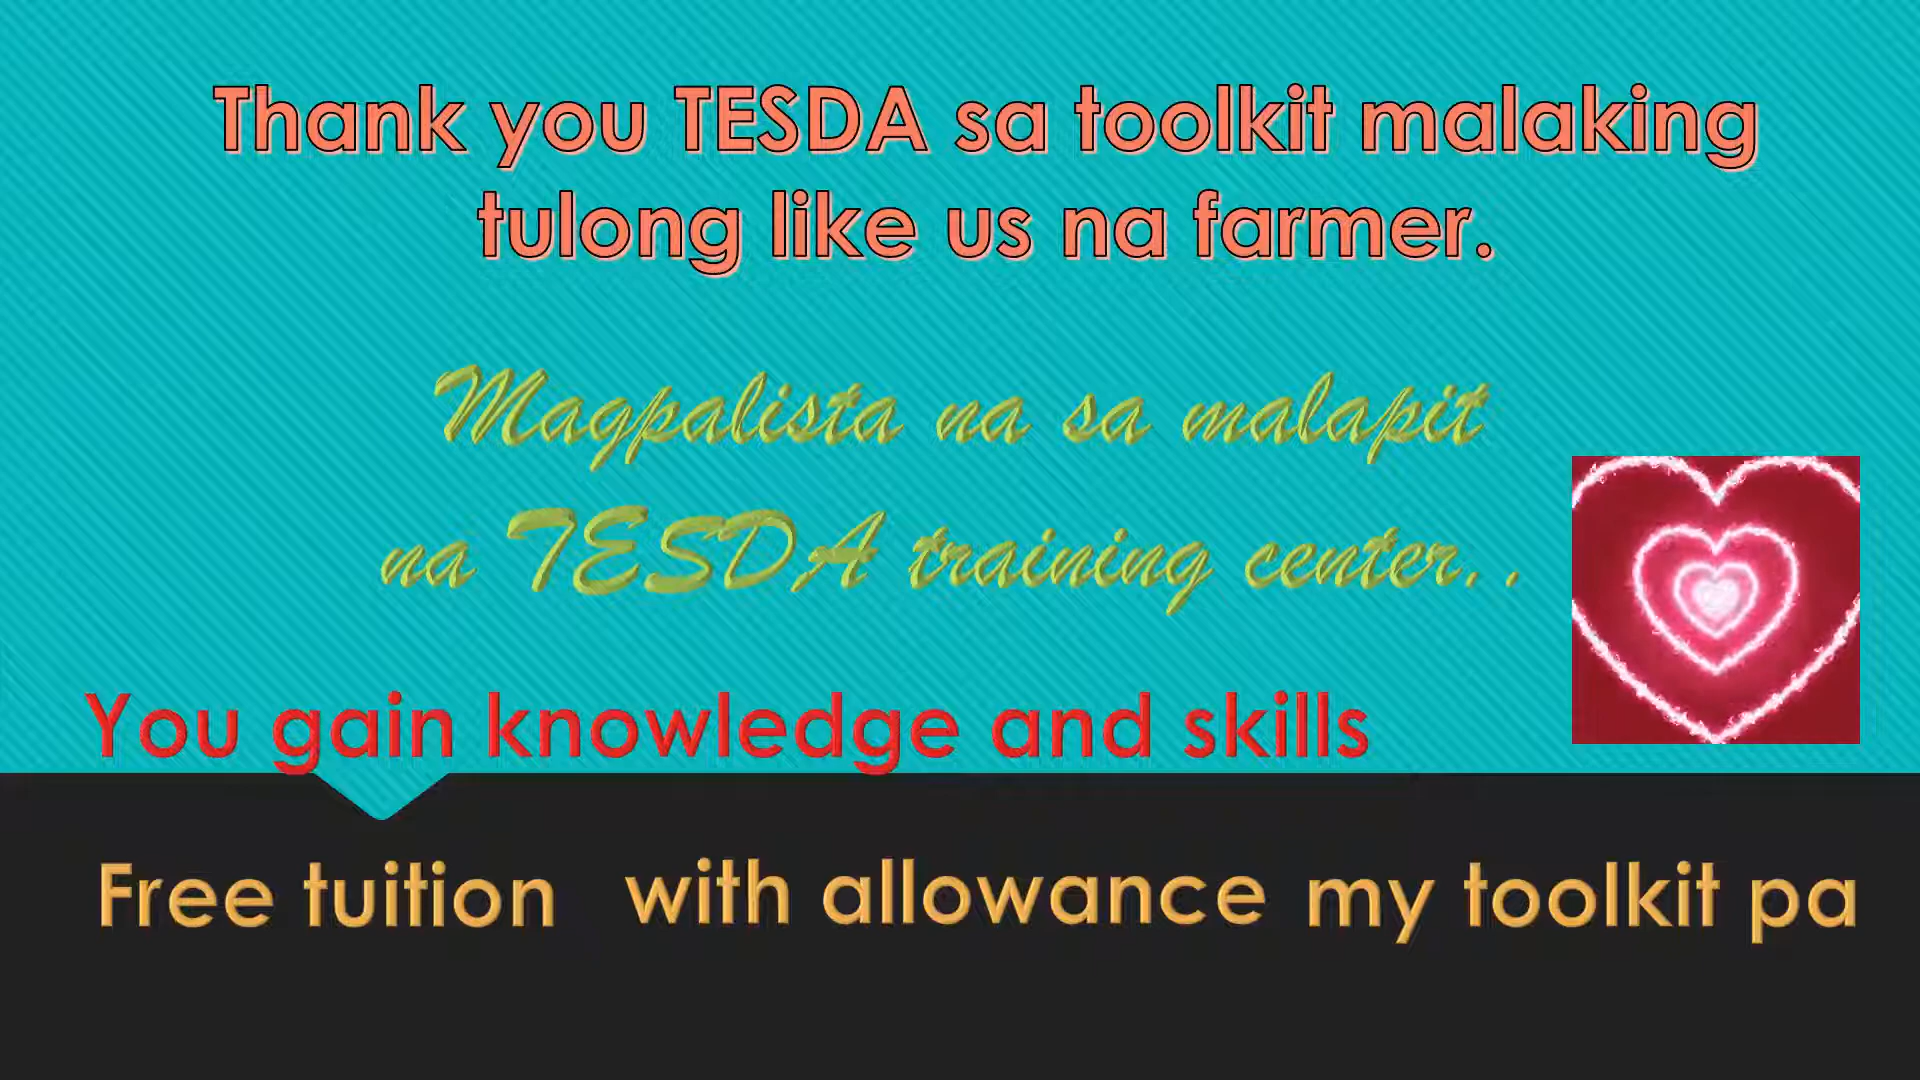 Thank you TESDA sa toolkit malaking
tulong like us na farmer.
Magpalista na sa malapit
na TESDA training center. .
You gain knowledge and skills
Free tuition with allowance my toolkit pa